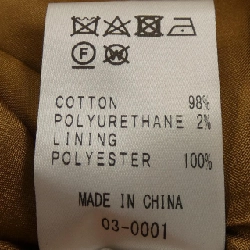 COTTON 98%
POLYURETHANE 2%
LINING
POLYESTER 100%
MADE IN CHINA
03-0001